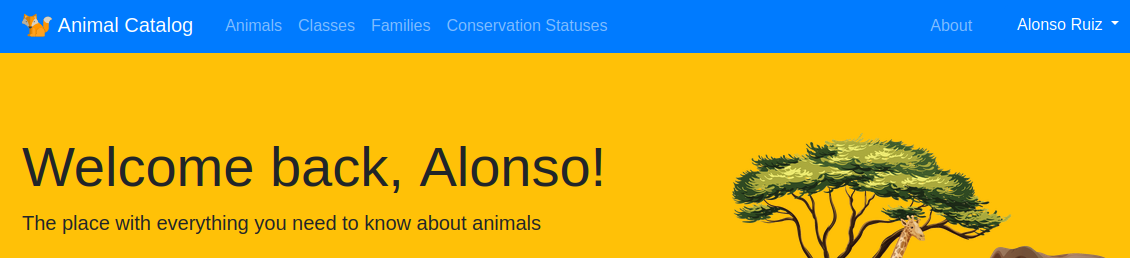 Animal Catalog Animals Classes Families Conservation Statuses About Alonso Ruiz
Welcome back, Alonso!
The place with everything you need to know about animals